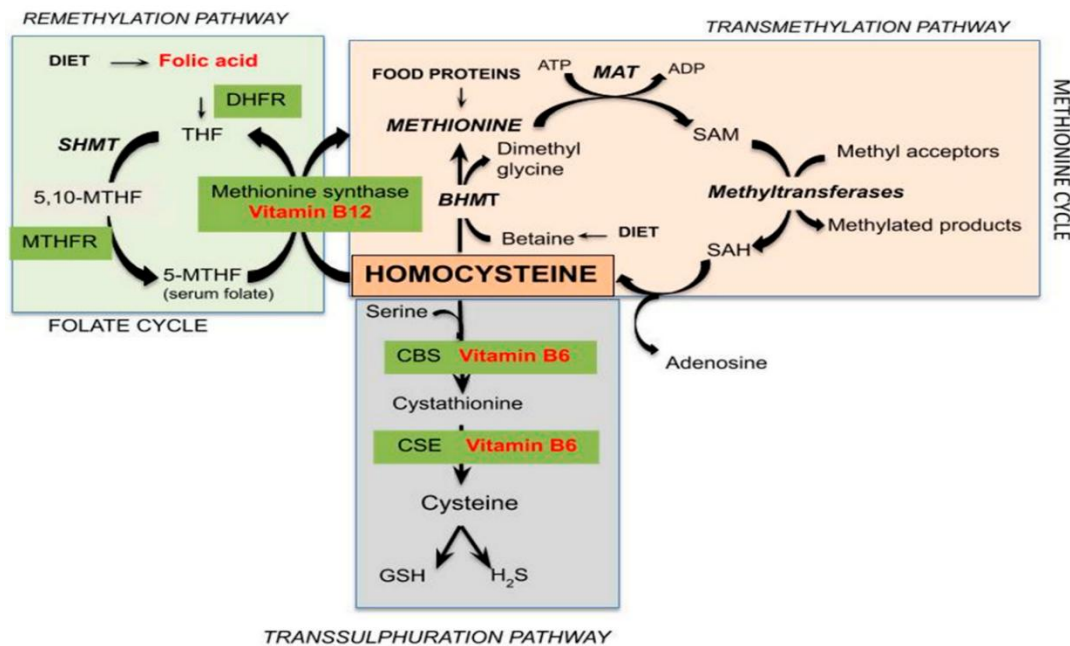 REMETHYLATION PATHWAY
TRANSMETHYLATION PATHWAY
DIET
Folic acid
DHFR
THF
SHMT
5,10-MTHF
MTHFR
5-MTHF
(serum folate)
Methionine synthase
Vitamin B12
FOLATE CYCLE
FOOD PROTEINS
METHIONINE
ATP
MAT
ADP
SAM
Dimethyl
glycine
BHMT
Betaine
DIET
Methyl acceptors
Methyltransferases
Methylated products
SAH
METHIONINE CYCLE
HOMOCYSTEINE
Adenosine
Serine
CBS Vitamin B6
Cystathionine
CSE Vitamin B6
Cysteine
GSH
H₂S
TRANSSULPHURATION PATHWAY